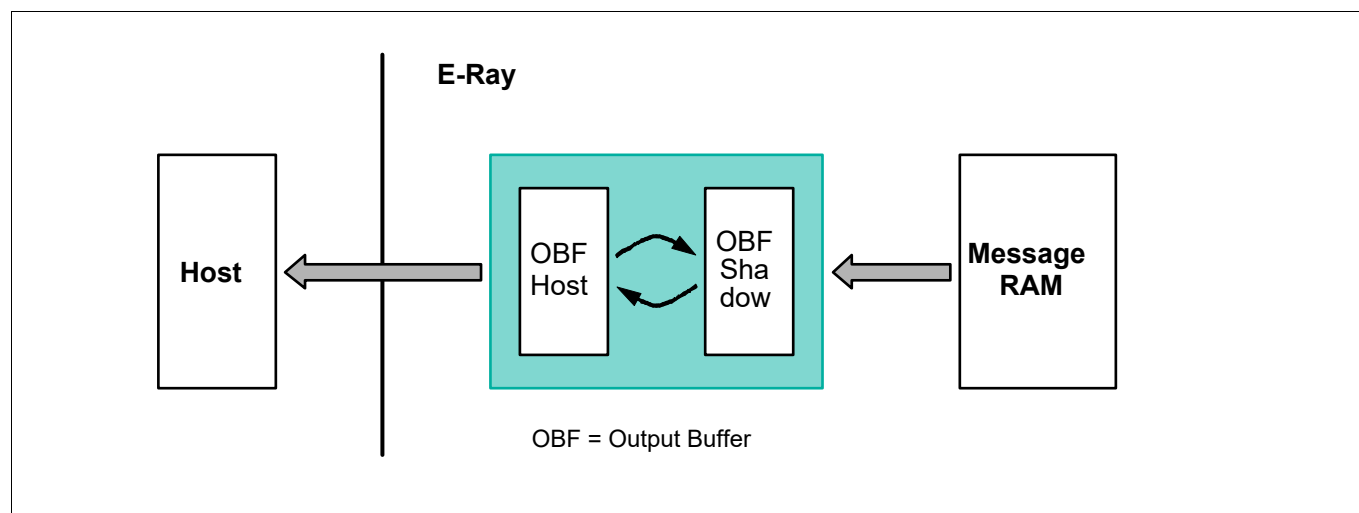 E-Ray
Host
OBF
Host
OBF
Sha
dow
Message
RAM
OBF = Output Buffer